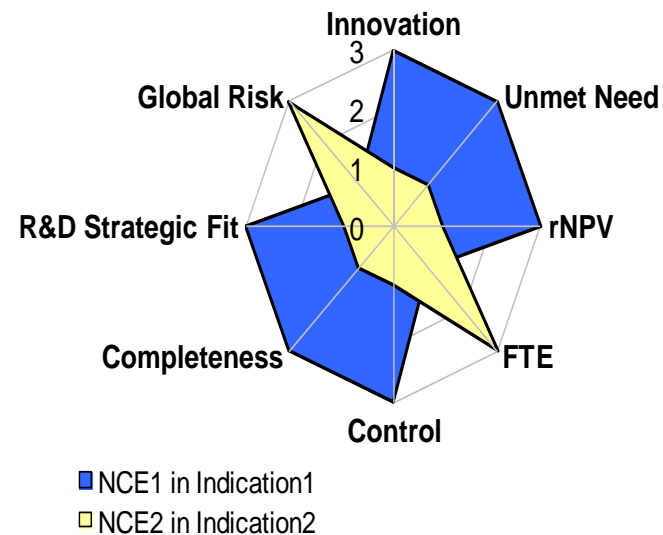 Innovation
3
Global Risk
Unmet Need
2
1
R&D Strategic Fit
0
rNPV
Completeness
FTE
Control
NCE1 in Indication1
NCE2 in Indication2